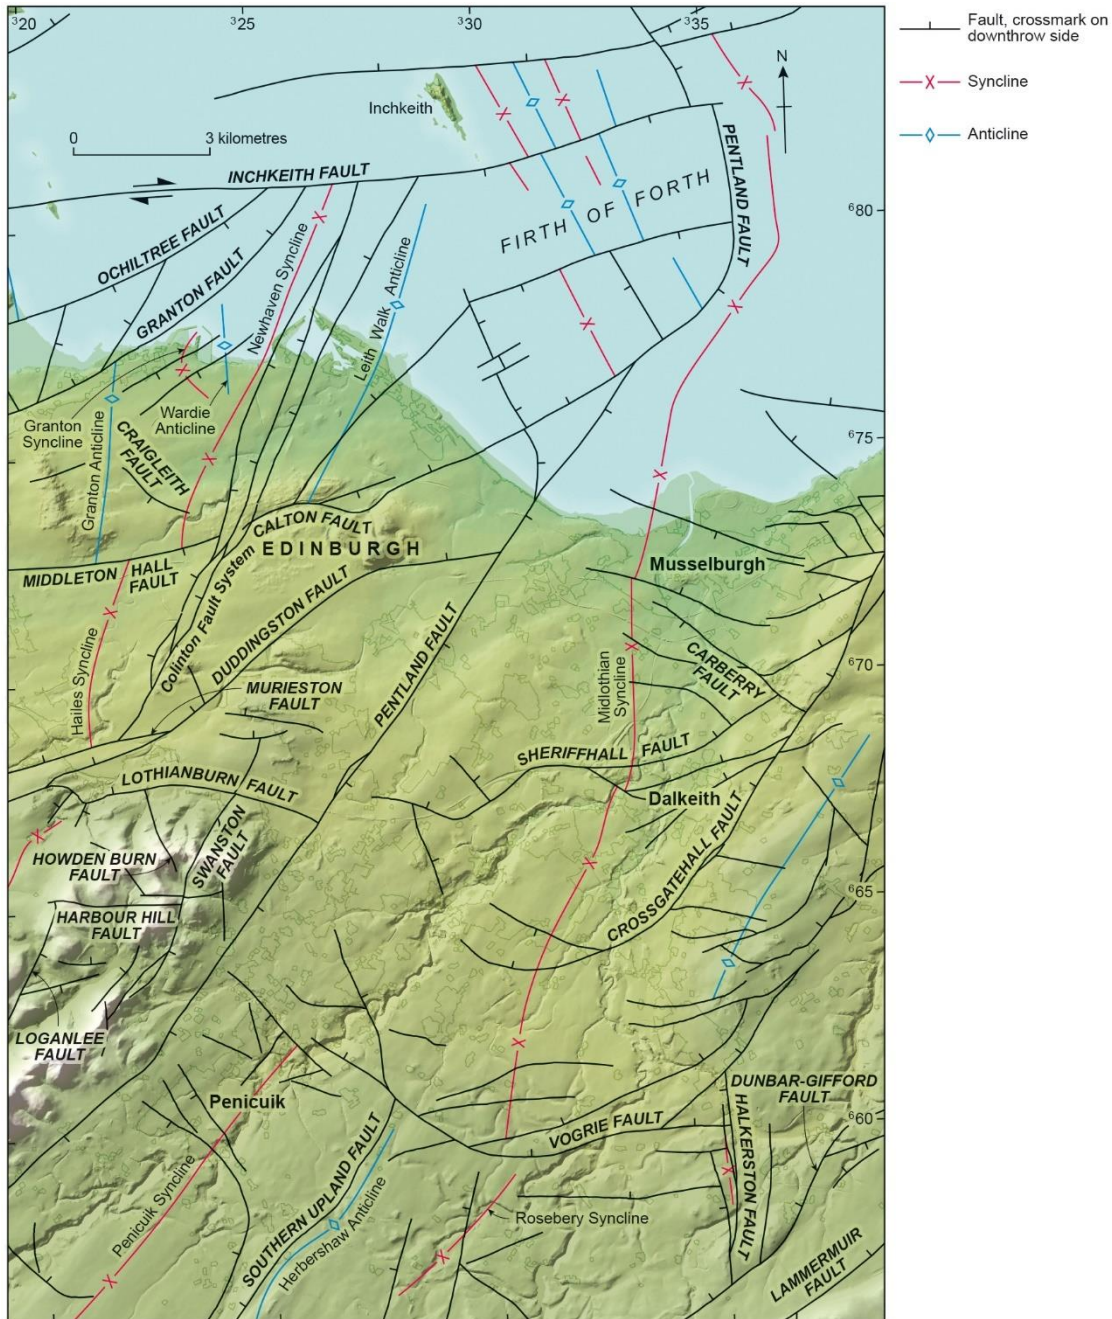 ³20
³25
³30
³35
Fault, crossmark on
downthrow side
Syncline
Anticline
N
Inchkeith
0
3 kilometres
INCHKEITH FAULT
PENTLAND FAULT
FIRTH OF FORTH
⁶80
OCHILTREE FAULT
GRANTON FAULT
Newhaven Syncline
Leith Walk Anticline
Granton
Syncline
Wardie
Anticline
Granton Anticline
CRAIGLEITH
FAULT
⁶75
CALTON FAULT
EDINBURGH
MIDDLETON HALL
FAULT
Musselburgh
Colinton Fault System
DUDDINGSTON FAULT
PENTLAND FAULT
Hailes Syncline
MURIESTON
FAULT
Midlothian
Syncline
CARBERRY
FAULT
⁶70
SHERIFFHALL FAULT
LOTHIANBURN FAULT
Dalkeith
SWANSTON
FAULT
HOWDEN BURN
FAULT
CROSSGATEHALL FAULT
⁶65
HARBOUR HILL
FAULT
LOGANLEE
FAULT
Penicuik
DUNBAR-GIFFORD
FAULT
⁶60
VOGRIE FAULT
HALKERSTON FAULT
SOUTHERN UPLAND FAULT
Penicuik Syncline
Herbershaw Anticline
Rosebery Syncline
LAMMERMUIR
FAULT